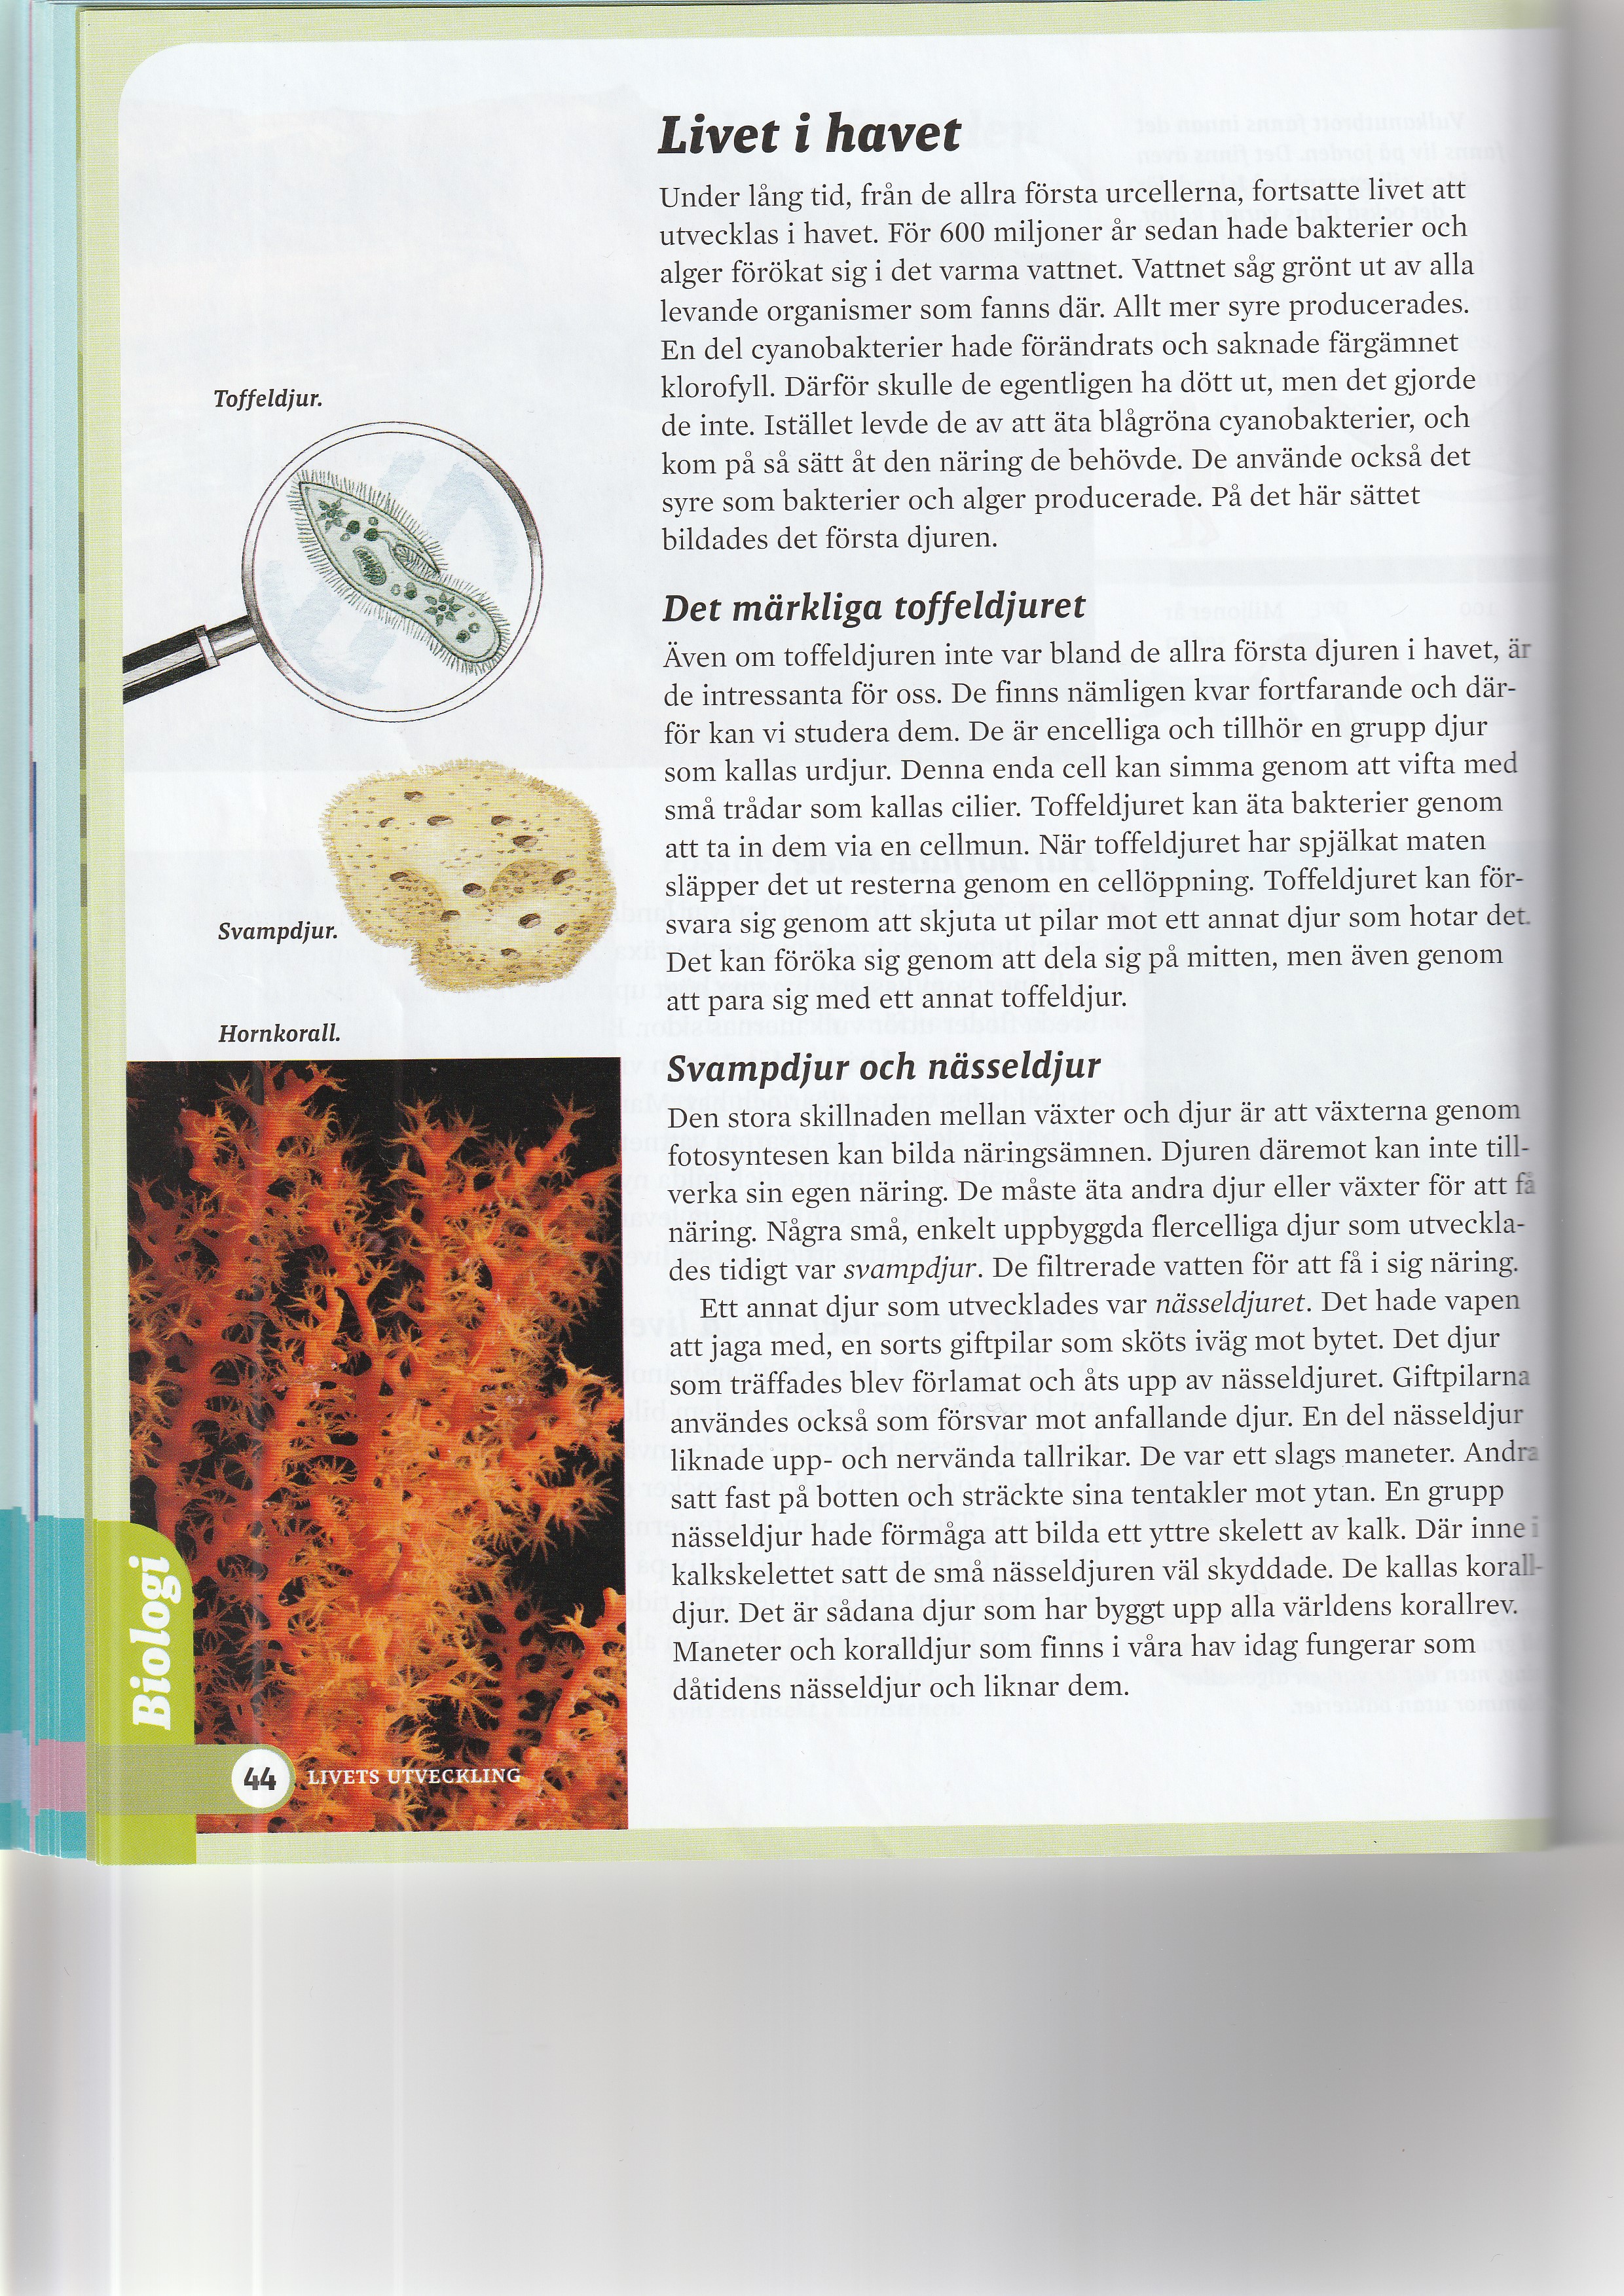 Livet i havet
Under lång tid, från de allra första urcellerna, fortsatte livet att
utvecklas i havet. För 600 miljoner år sedan hade bakterier och
alger förökat sig i det varma vattnet. Vattnet såg grönt ut av alla
levande organismer som fanns där. Allt mer syre producerades.
En del cyanobakterier hade förändrats och saknade färgämnet
klorofyll. Därför skulle de egentligen ha dött ut, men det gjorde
de inte. Istället levde de av att äta blågröna cyanobakterier, och
kom på så sätt åt den näring de behövde. De använde också det
syre som bakterier och alger producerade. På det här sättet
bildades det första djuren.
Toffeldjur.
Det märkliga toffeldjuret
Även om toffeldjuren inte var bland de allra första djuren i havet, är
de intressanta för oss. De finns nämligen kvar fortfarande och där-
för kan vi studera dem. De är encelliga och tillhör en grupp djur
som kallas urdjur. Denna enda cell kan simma genom att vifta med
små trådar som kallas cilier. Toffeldjuret kan äta bakterier genom
att ta in dem via en cellmun. När toffeldjuret har spjälkat maten
släpper det ut resterna genom en cellöppning. Toffeldjuret kan för-
svara sig genom att skjuta ut pilar mot ett annat djur som hotar det.
Det kan föröka sig genom att dela sig på mitten, men även genom
att para sig med ett annat toffeldjur.
Svampdjur.
Hornkorall.
Svampdjur och nässeldjur
Den stora skillnaden mellan växter och djur är att växterna genom
fotosyntesen kan bilda näringsämnen. Djuren däremot kan inte till-
verka sin egen näring. De måste äta andra djur eller växter för att få
näring. Några små, enkelt uppbyggda flercelliga djur som utveckla-
des tidigt var svampdjur. De filtrerade vatten för att få i sig näring.
Ett annat djur som utvecklades var nässeldjuret. Det hade vapen
att jaga med, en sorts giftpilar som sköts iväg mot bytet. Det djur
som träffades blev förlamat och åts upp av nässeldjuret. Giftpilarna
användes också som försvar mot anfallande djur. En del nässeldjur
liknade upp- och nervända tallrikar. De var ett slags maneter. Andra
satt fast på botten och sträckte sina tentakler mot ytan. En grupp
nässeldjur hade förmåga att bilda ett yttre skelett av kalk. Där inne i
kalkskelettet satt de små nässeldjuren väl skyddade. De kallas korall-
djur. Det är sådana djur som har byggt upp alla världens korallrev.
Maneter och koralldjur som finns i våra hav idag fungerar som
dåtidens nässeldjur och liknar dem.
Biologi
44 LIVETS UTVECKLING